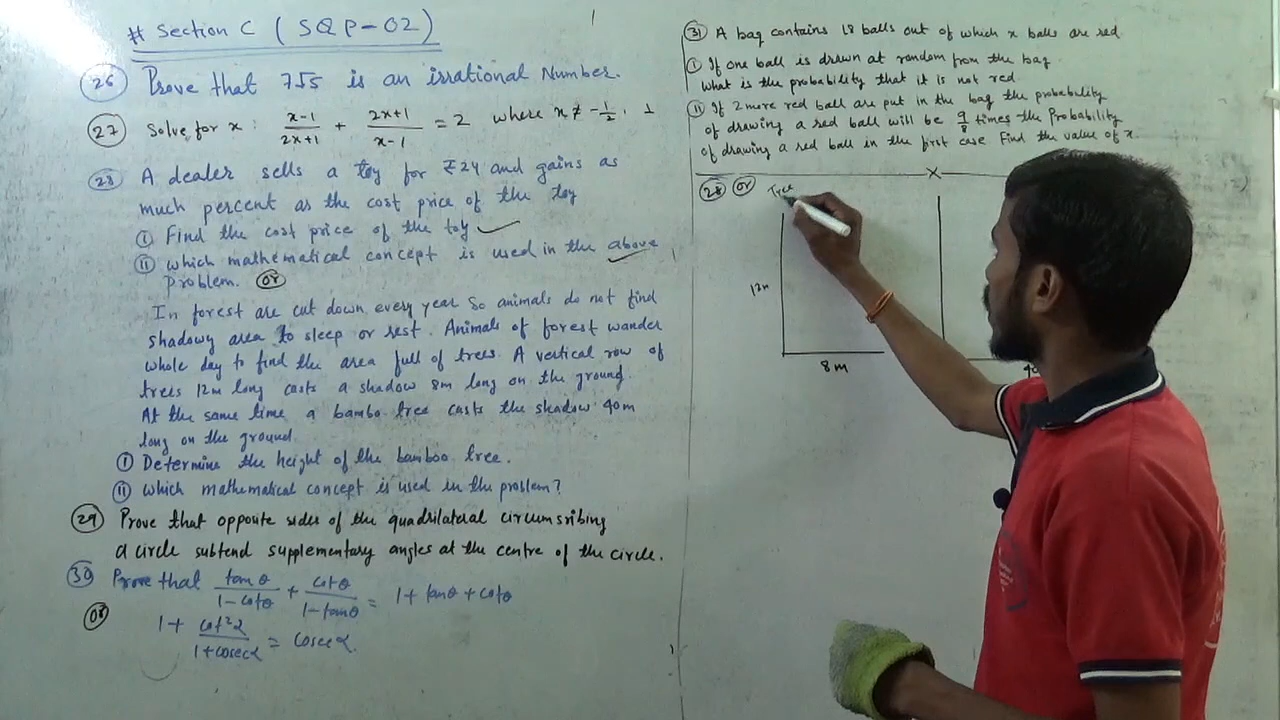 # Section C ( SQP-02)
26 Prove that 7√5 is an irrational Number.
27 Solve for x : (x-1)/(2x+1) + (2x+1)/(x-1) = 2 where x ≠ -1/2, 1
28 A dealer sells a toy for ₹24 and gains as
much percent as the cost price of the toy
i Find the cost price of the toy
ii which mathematical concept is used in the above
Problem. or
In forest are cut down every year so animals do not find
shadowy area to sleep or rest. Animals of forest wander
whole day to find the area full of trees. A vertical row of
trees 12m long casts a shadow 8m long on the ground.
At the same time a bambo tree casts the shadow 40m
long on the ground
i Determine the height of the bamboo tree.
ii which mathematical concept is used in the problem?
29 Prove that opposite sides of the quadrilateral circumsribing
a circle subtend supplementary angles at the centre of the circle.
30 Prove that tanθ/(1-cotθ) + cotθ/(1-tanθ) = 1+tanθ+cotθ
or
1+ cot²α/(1+cosecα) = cosecα.
31 A bag contains 18 balls out of which x balls are red
i If one ball is drawn at random from the bag
what is the probability that it is not red
ii If 2 more red ball are put in the bag the probability
of drawing a red ball will be 9/8 times the Probability
of drawing a red ball in the first case Find the value of x.
x
28 or Tree
12m
8m
40